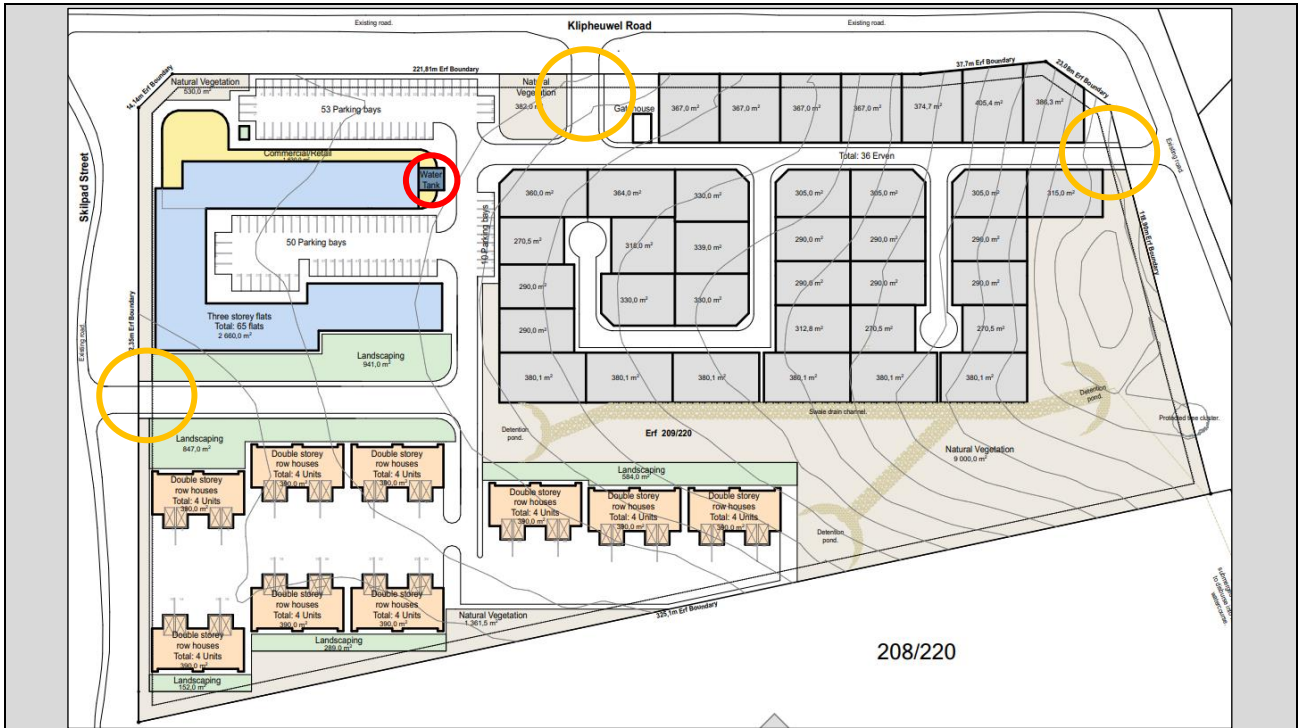 Existing road.
Klipheuwel Road
Existing road.
14,14m Erf Boundary
221,81m Erf Boundary
37,7m Erf Boundary
23,08m Erf Boundary
Natural Vegetation
530,0 m²
53 Parking bays
Natural
Vegetation
382,0 m²
Gatehouse
367,0 m²
367,0 m²
367,0 m²
367,0 m²
374,7 m²
405,4 m²
386,3 m²
Commercial/Retail
Water
Tank
Total: 36 Erven
Existing road.
Skilpad Street
360,0 m²
364,0 m²
330,0 m²
305,0 m²
305,0 m²
305,0 m²
315,0 m²
50 Parking bays
10 Parking bays
270,5 m²
318,0 m²
339,0 m²
290,0 m²
290,0 m²
290,0 m²
290,0 m²
330,0 m²
330,0 m²
290,0 m²
290,0 m²
290,0 m²
118,99m Erf Boundary
Three storey flats
Total: 65 flats
2 660,0 m²
290,0 m²
312,8 m²
270,5 m²
270,5 m²
Existing road.
2,35m Erf Boundary
Landscaping
941,0 m²
380,1 m²
380,1 m²
380,1 m²
380,1 m²
380,1 m²
380,1 m²
Swale drain channel.
Detention
pond.
Detention
pond.
Erf 209/220
Protected tree cluster.
Landscaping
847,0 m²
Natural Vegetation
9 000,0 m²
Double storey
row houses
Total: 4 Units
390,0 m²
Double storey
row houses
Total: 4 Units
390,0 m²
Double storey
row houses
Total: 4 Units
390,0 m²
Landscaping
584,0 m²
Double storey
row houses
Total: 4 Units
390,0 m²
Double storey
row houses
Total: 4 Units
390,0 m²
Double storey
row houses
Total: 4 Units
390,0 m²
Detention
pond.
submerge
to disburse into
watercourse.
Double storey
row houses
Total: 4 Units
390,0 m²
Double storey
row houses
Total: 4 Units
390,0 m²
Double storey
row houses
Total: 4 Units
390,0 m²
Natural Vegetation
1 361,5 m²
325,1m Erf Boundary
Landscaping
289,0 m²
Landscaping
152,0 m²
208/220